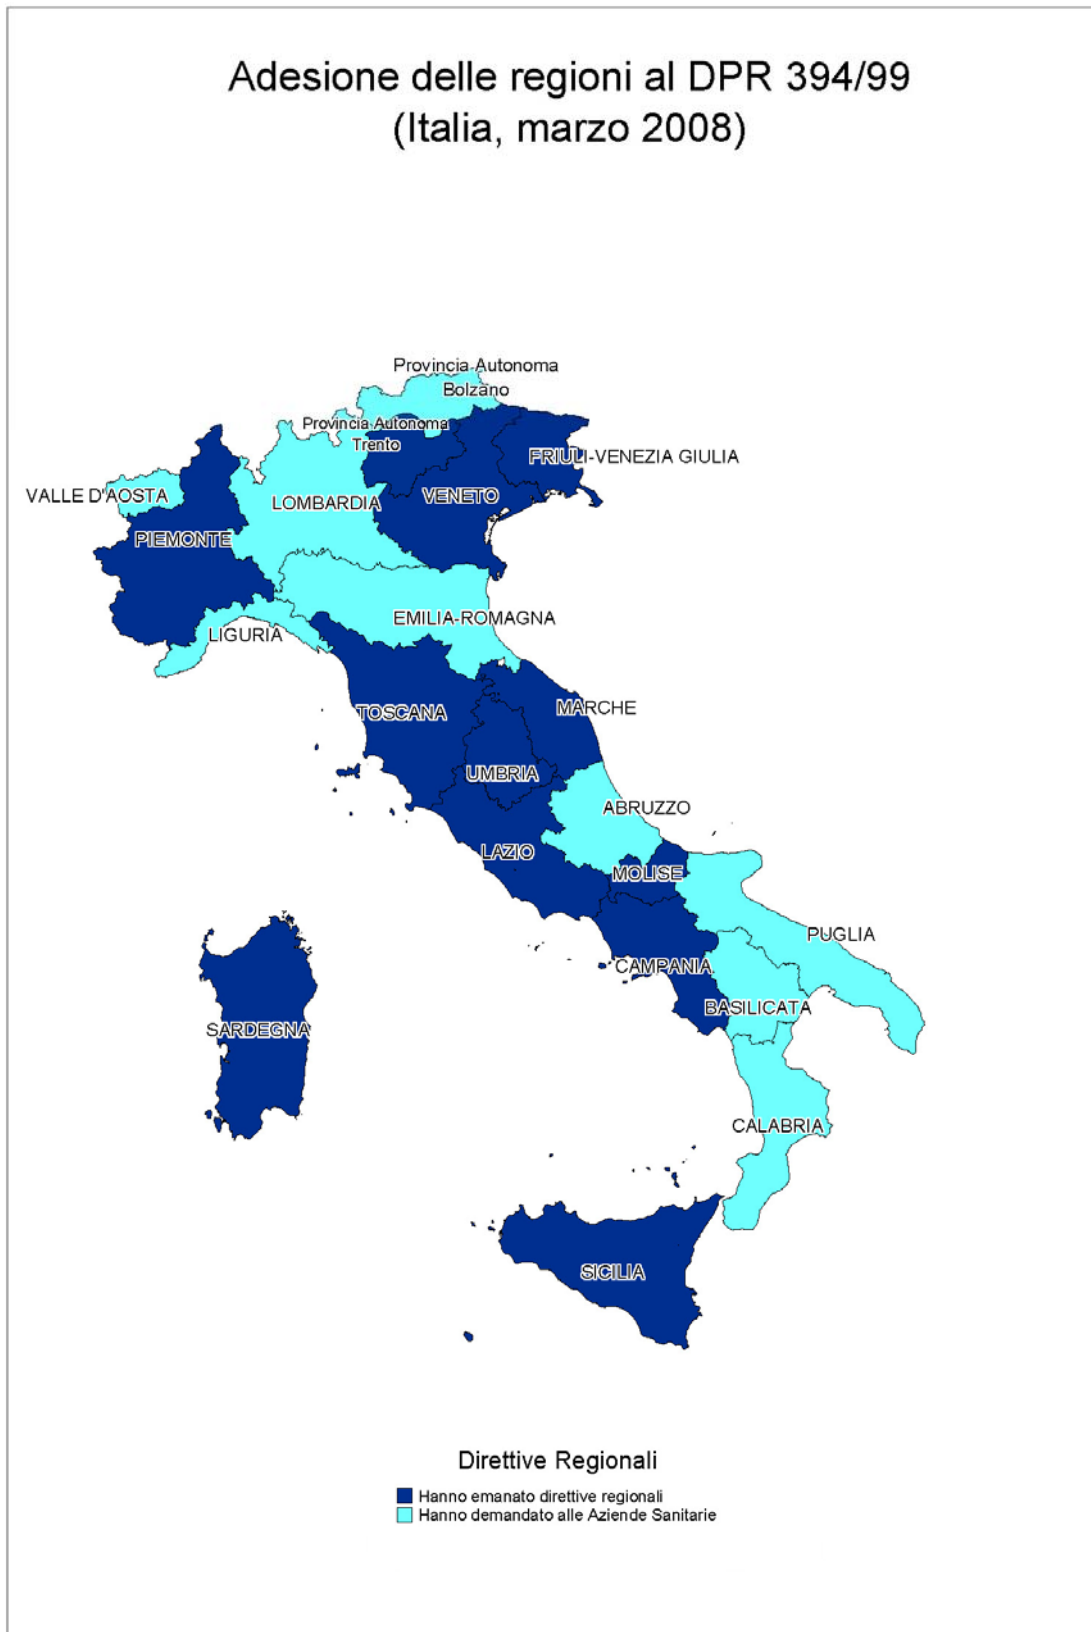 Adesione delle regioni al DPR 394/99
(Italia, marzo 2008)
Provincia Autonoma
Bolzano
Provincia Autonoma
Trento
FRIULI-VENEZIA GIULIA
VALLE D'AOSTA
LOMBARDIA
VENETO
PIEMONTE
EMILIA-ROMAGNA
LIGURIA
TOSCANA
MARCHE
UMBRIA
ABRUZZO
LAZIO
MOLISE
PUGLIA
CAMPANIA
BASILICATA
SARDEGNA
CALABRIA
SICILIA
Direttive Regionali
Hanno emanato direttive regionali
Hanno demandato alle Aziende Sanitarie